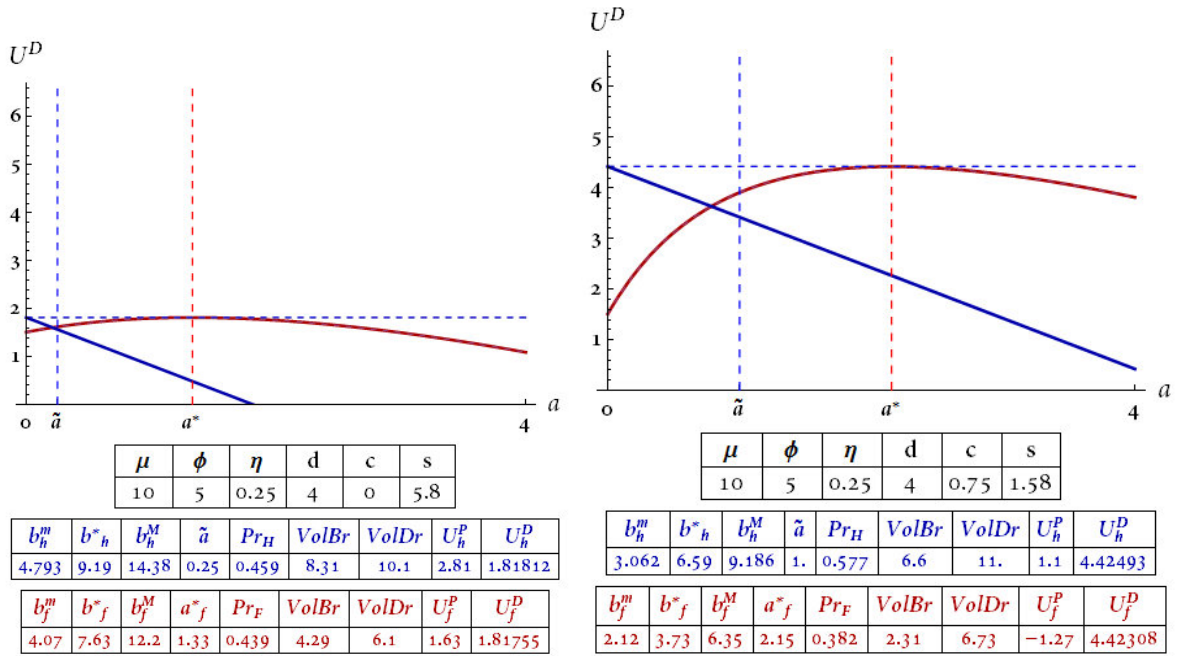 U^D
6
5
4
3
2
1
0 ã a* 4 a
μ ϕ η d c s
10 5 0.25 4 0 5.8
b_h^m b*_h b_h^M ã Pr_H VolBr VolDr U_h^P U_h^D
4.793 9.19 14.38 0.25 0.459 8.31 10.1 2.81 1.81812
b_f^m b*_f b_f^M a*_f Pr_F VolBr VolDr U_f^P U_f^D
4.07 7.63 12.2 1.33 0.439 4.29 6.1 1.63 1.81755
U^D
6
5
4
3
2
1
0 ã a* 4 a
μ ϕ η d c s
10 5 0.25 4 0.75 1.58
b_h^m b*_h b_h^M ã Pr_H VolBr VolDr U_h^P U_h^D
3.062 6.59 9.186 1. 0.577 6.6 11. 1.1 4.42493
b_f^m b*_f b_f^M a*_f Pr_F VolBr VolDr U_f^P U_f^D
2.12 3.73 6.35 2.15 0.382 2.31 6.73 −1.27 4.42308